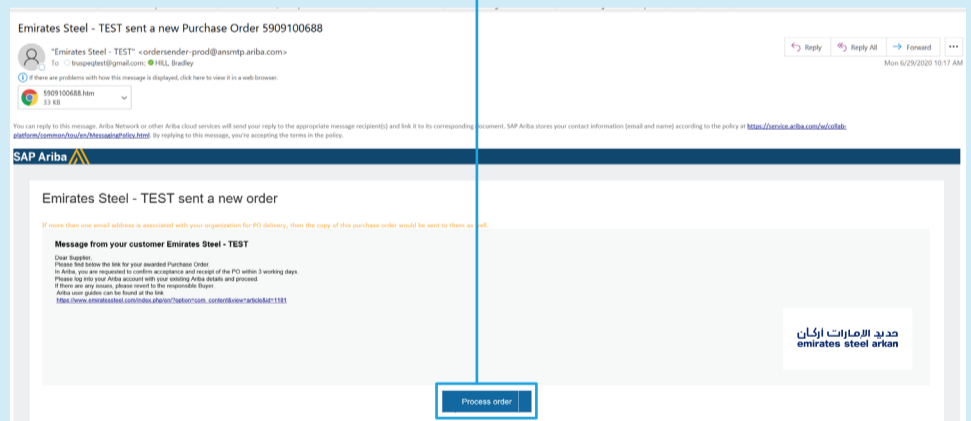 Emirates Steel - TEST sent a new Purchase Order 5909100688
"Emirates Steel - TEST" <ordersender-prod@ansmtp.ariba.com>
To truspeqtest@gmail.com; HILL, Bradley
Reply
Reply All
Forward
Mon 6/29/2020 10:17 AM
If there are problems with how this message is displayed, click here to view it in a web browser.
5909100688.htm
33 KB
You can reply to this message. Ariba Network or other Ariba cloud services will send your reply to the appropriate message recipient(s) and link it to its corresponding document. SAP Ariba stores your contact information (email and name) according to the policy at https://service.ariba.com/w/collab-
platform/common/tou/en/MessagingPolicy.html. By replying to this message, you're accepting the terms in the policy.
SAP Ariba
Emirates Steel - TEST sent a new order
If more than one email address is associated with your organization for PO delivery, then the copy of this purchase order would be sent to them as well.
Message from your customer Emirates Steel - TEST
Dear Supplier,
Please find below the link for your awarded Purchase Order
In Ariba, you are requested to confirm acceptance and receipt of the PO within 3 working days
Please log into your Ariba account with your existing Ariba details and proceed.
If there are any issues, please revert to the responsible Buyer.
Ariba user guides can be found at the link
https://www.emiratessteel.com/index.php/en/?option=com_content&view=article&id=1181
حديد الإمارات أركان
emirates steel arkan
Process order